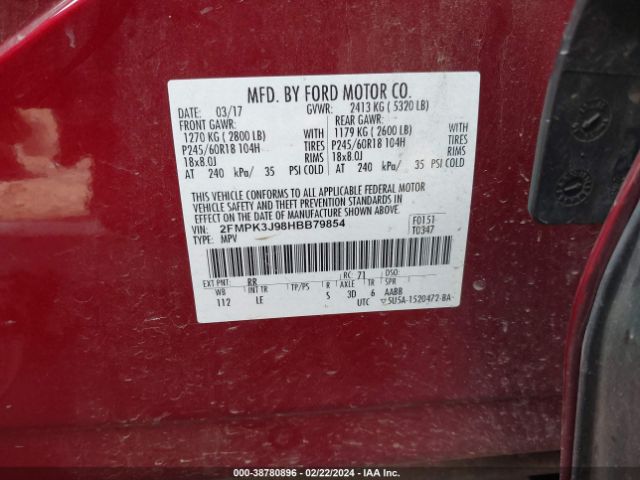 MFD. BY FORD MOTOR CO.
DATE: 03/17 GVWR: 2413 KG ( 5320 LB)
FRONT GAWR: REAR GAWR:
1270 KG ( 2800 LB) WITH 1179 KG ( 2600 LB) WITH
P245/60R18 104H TIRES P245/60R18 104H TIRES
18x8.0J RIMS 18x8.0J RIMS
AT 240 kPa/ 35 PSI COLD AT 240 kPa/ 35 PSI COLD
THIS VEHICLE CONFORMS TO ALL APPLICABLE FEDERAL MOTOR
VEHICLE SAFETY AND THEFT PREVENTION STANDARDS IN
EFFECT ON THE DATE OF MANUFACTURE SHOWN ABOVE.
VIN: 2FMPK3J98HBB79854 F0151
TYPE: MPV T0347
EXT PNT: RR RC: 71 DSO:
WB INT TR TP/PS R AXLE TR SPR
112 LE S 3D 6 AABB
UTC ▽5U5A-1520472-BA-
000-38780896 - 02/22/2024 - IAA Inc.